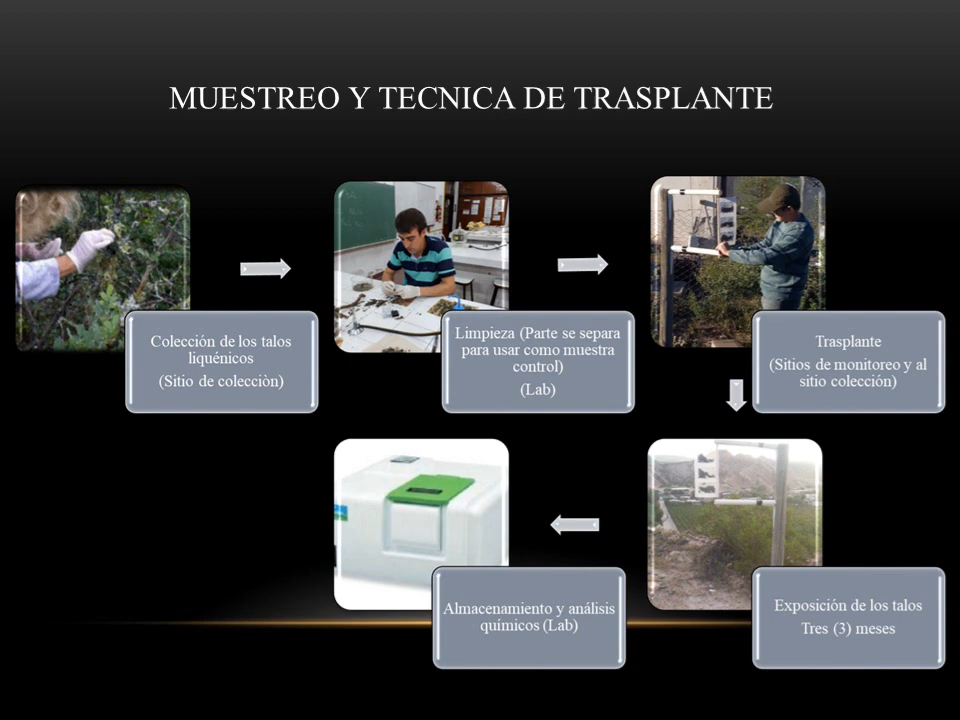 MUESTREO Y TECNICA DE TRASPLANTE
Colección de los talos
liquénicos
(Sitio de colecciòn)
Limpieza (Parte se separa
para usar como muestra
control)
(Lab)
Trasplante
(Sitios de monitoreo y al
sitio colección)
Exposición de los talos
Tres (3) meses
Almacenamiento y análisis
químicos (Lab)